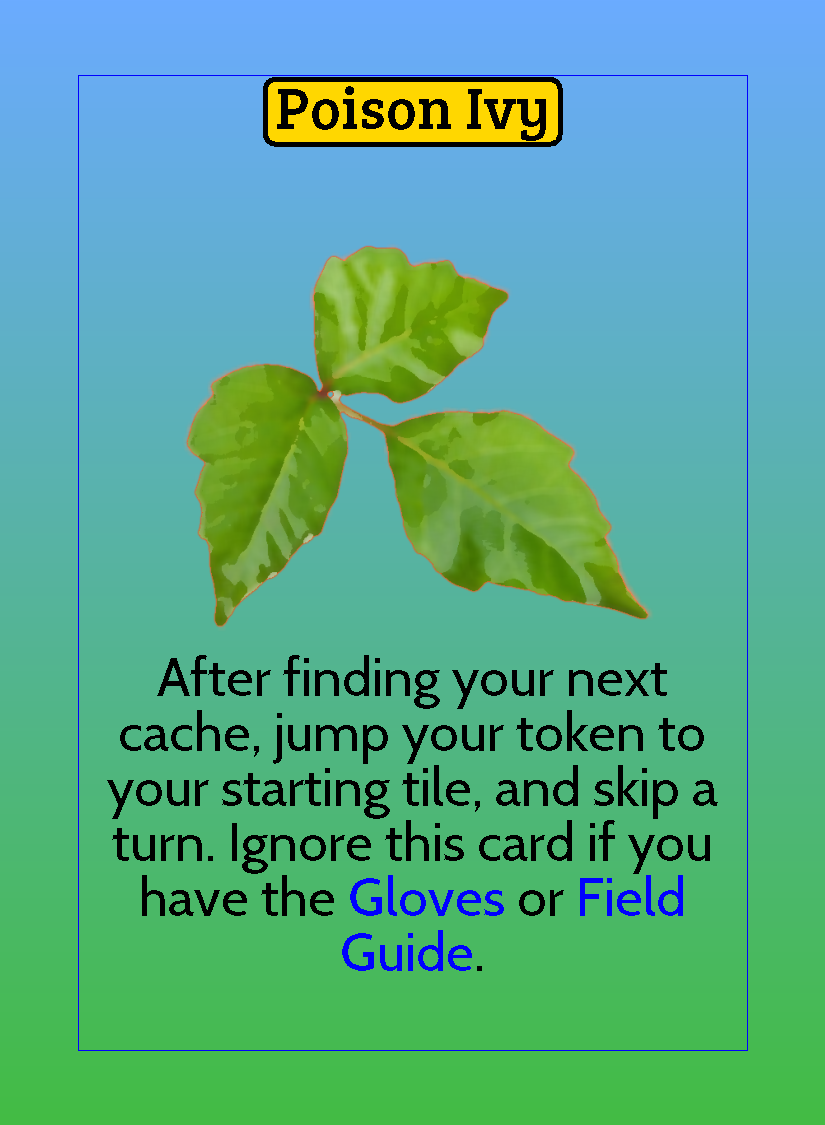 Poison Ivy
After finding your next
cache, jump your token to
your starting tile, and skip a
turn. Ignore this card if you
have the Gloves or Field
Guide.